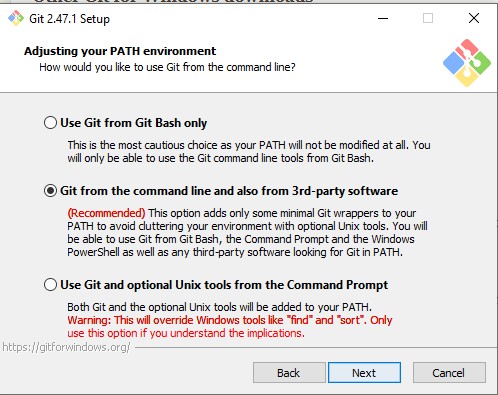 Other Git for Windows downloads
Git 2.47.1 Setup
Adjusting your PATH environment
How would you like to use Git from the command line?
Use Git from Git Bash only
This is the most cautious choice as your PATH will not be modified at all. You
will only be able to use the Git command line tools from Git Bash.
Git from the command line and also from 3rd-party software
(Recommended) This option adds only some minimal Git wrappers to your
PATH to avoid cluttering your environment with optional Unix tools. You will
be able to use Git from Git Bash, the Command Prompt and the Windows
PowerShell as well as any third-party software looking for Git in PATH.
Use Git and optional Unix tools from the Command Prompt
Both Git and the optional Unix tools will be added to your PATH.
Warning: This will override Windows tools like "find" and "sort". Only
use this option if you understand the implications.
https://gitforwindows.org/
Back Next Cancel